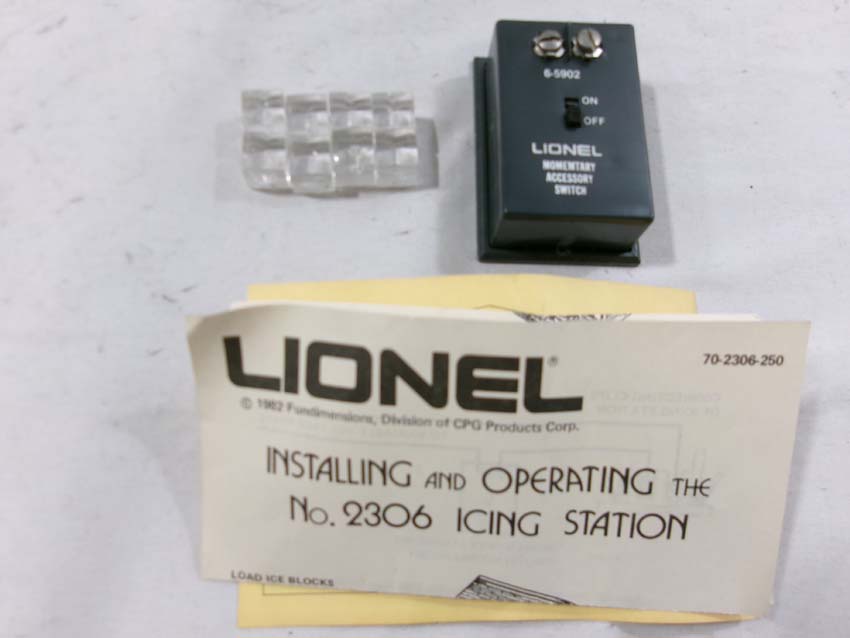 6-5902
ON
OFF
LIONEL
MOMENTARY
ACCESSORY
SWITCH
LIONEL®
70-2306-250
© 1982 Fundimensions, Division of CPG Products Corp.
INSTALLING AND OPERATING THE
No. 2306 ICING STATION
LOAD ICE BLOCKS